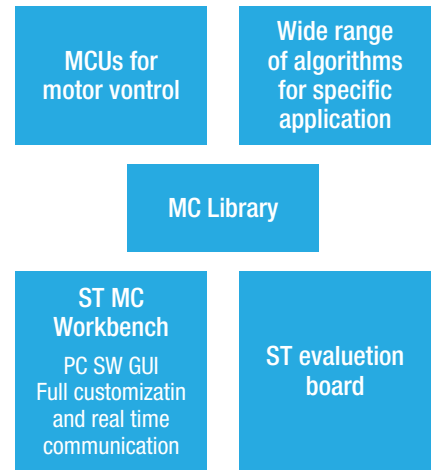 MCUs for
motor vontrol
Wide range
of algorithms
for specific
application
MC Library
ST MC
Workbench
PC SW GUI
Full customizatin
and real time
communication
ST evaluetion
board